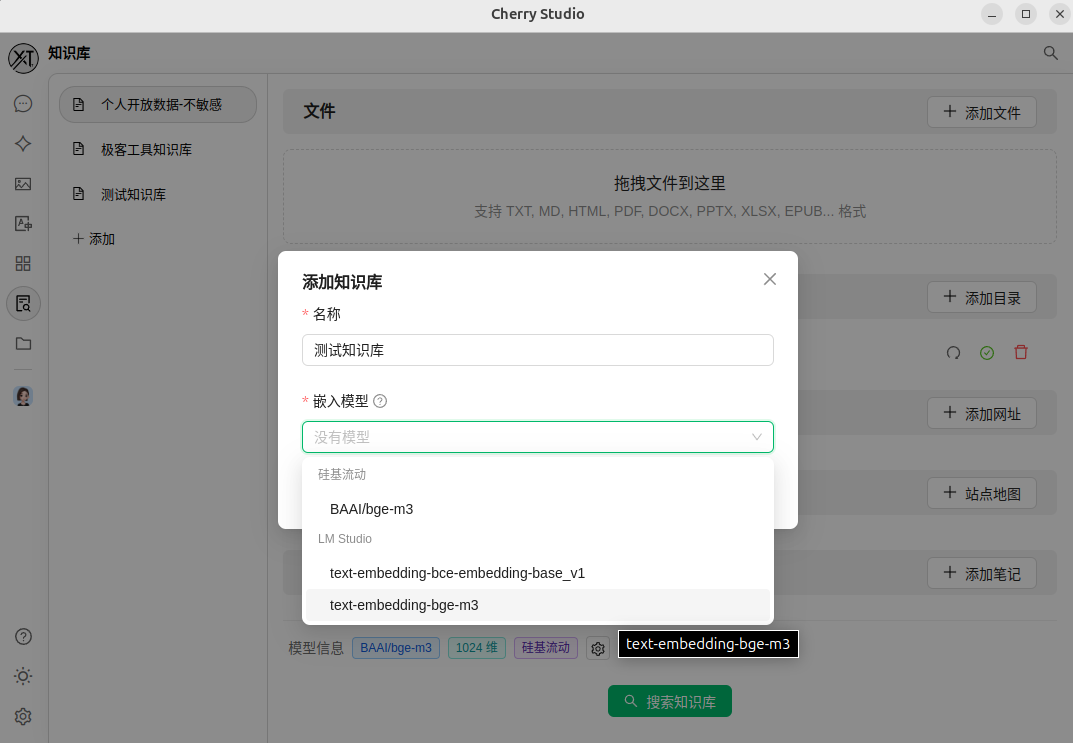 Cherry Studio
知识库
个人开放数据-不敏感
极客工具知识库
测试知识库
添加
文件
添加文件
拖拽文件到这里
支持 TXT, MD, HTML, PDF, DOCX, PPTX, XLSX, EPUB... 格式
添加目录
添加网址
站点地图
添加笔记
添加知识库
* 名称
测试知识库
* 嵌入模型
没有模型
硅基流动
BAAI/bge-m3
LM Studio
text-embedding-bce-embedding-base_v1
text-embedding-bge-m3
模型信息 BAAI/bge-m3 1024 维 硅基流动
text-embedding-bge-m3
搜索知识库